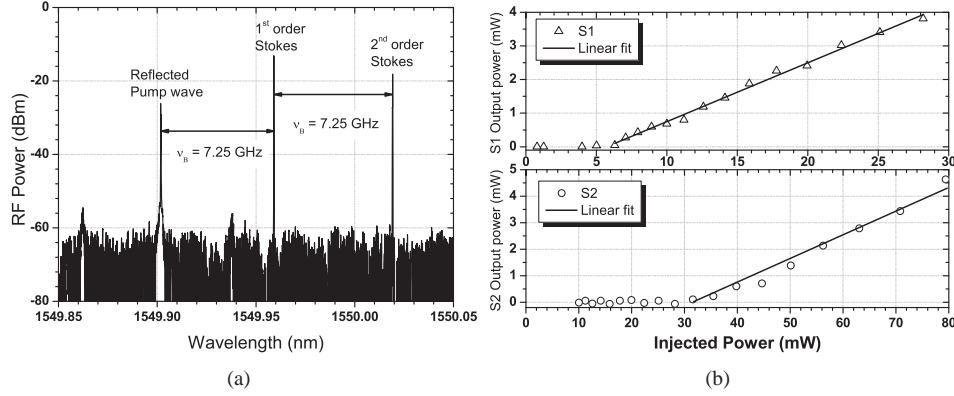 0
-20
-40
-60
-80
RF Power (dBm)
Reflected
Pump wave
1st order
Stokes
2nd order
Stokes
νB = 7.25 GHz
νB = 7.25 GHz
1549.85 1549.90 1549.95 1550.00 1550.05
Wavelength (nm)
(a)
S1 Output power (mW)
4
3
2
1
0
S1
Linear fit
0 5 10 15 20 25 30
S2 Output power (mW)
5
4
3
2
1
0
S2
Linear fit
0 10 20 30 40 50 60 70 80
Injected Power (mW)
(b)